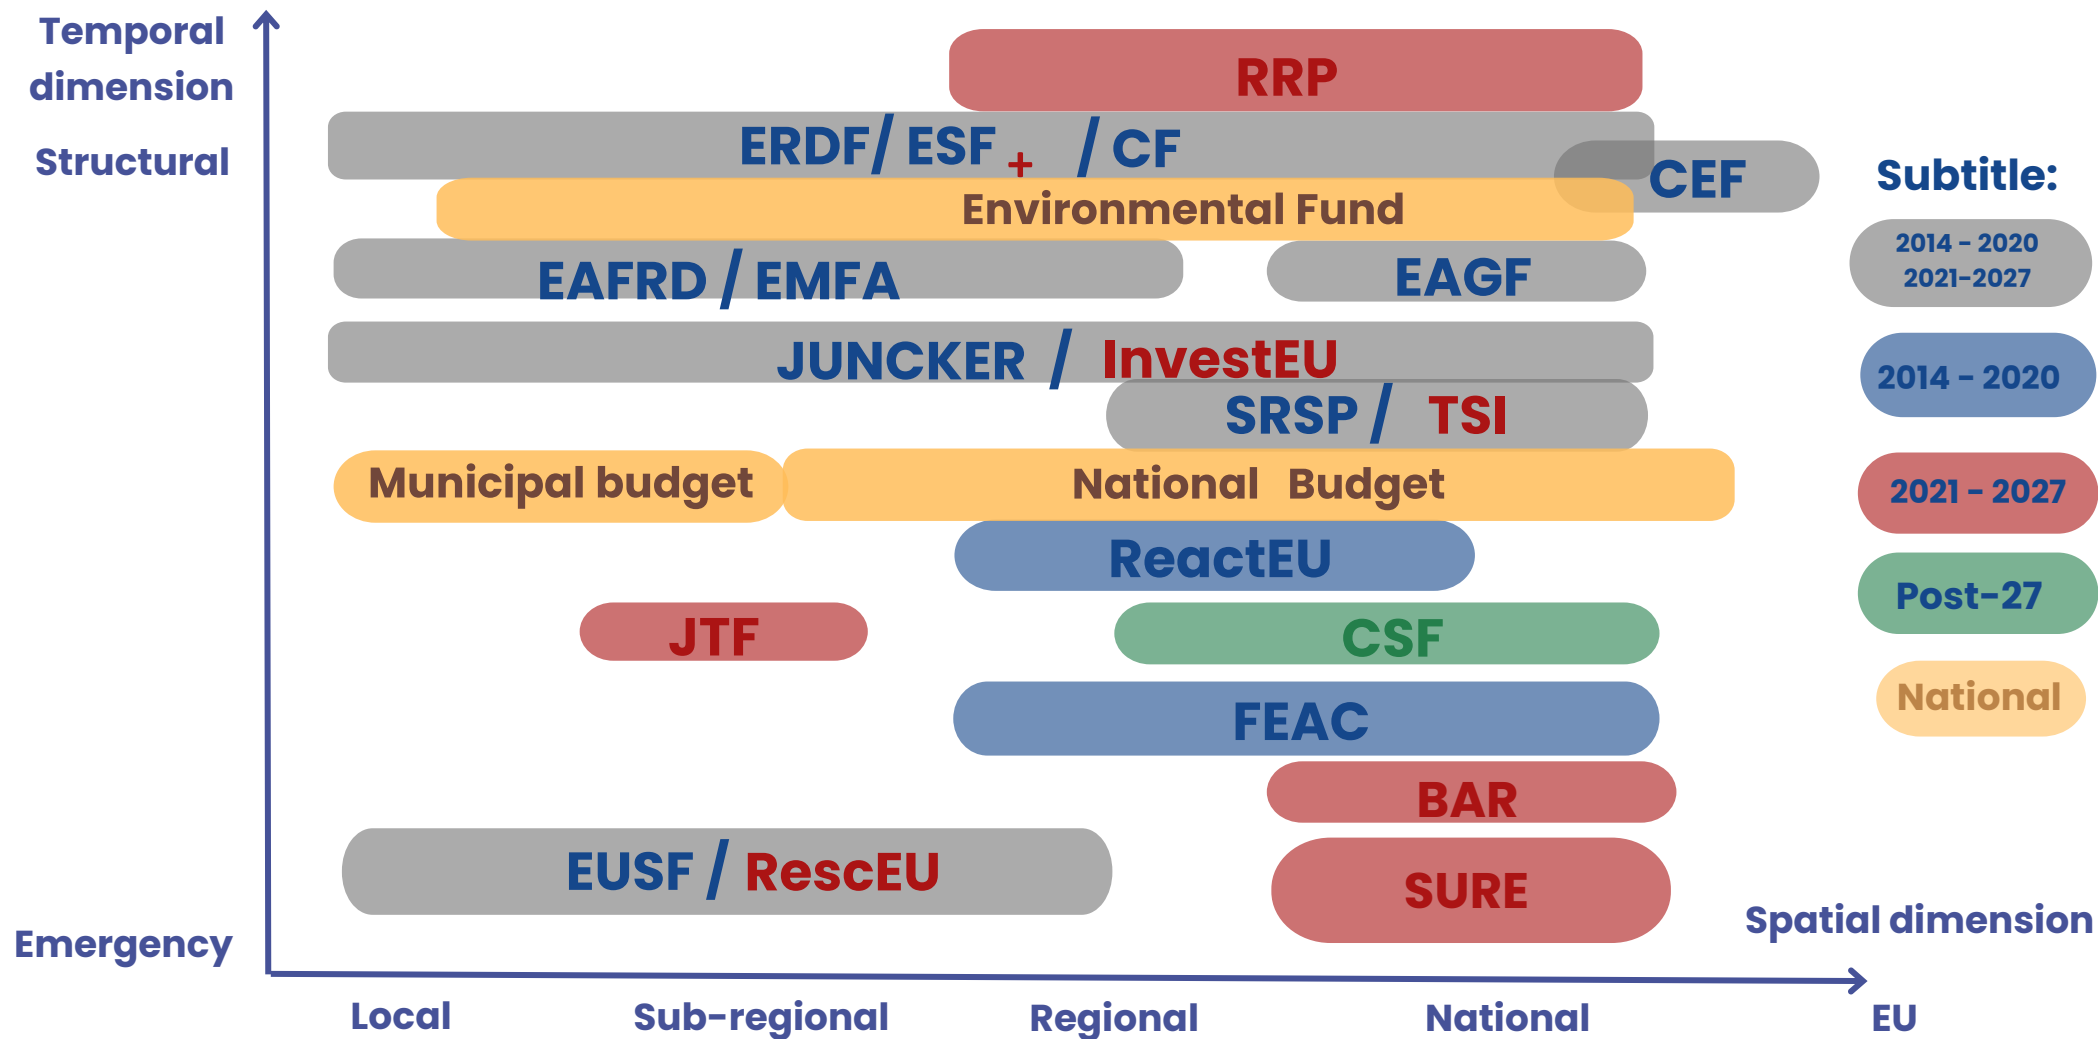 Temporal
dimension
Structural
Emergency
RRP
ERDF/ ESF + / CF
CEF
Environmental Fund
EAFRD / EMFA
EAGF
JUNCKER / InvestEU
SRSP / TSI
Municipal budget
National Budget
ReactEU
JTF
CSF
FEAC
BAR
EUSF / RescEU
SURE
Subtitle:
2014 - 2020
2021-2027
2014 - 2020
2021 - 2027
Post-27
National
Spatial dimension
Local
Sub-regional
Regional
National
EU